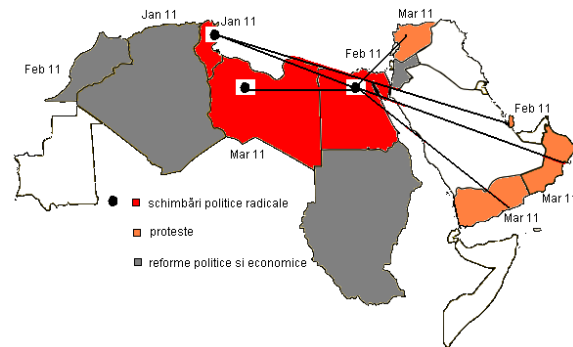 Jan 11
Jan 11
Mar 11
Feb 11
Feb 11
Feb 11
Mar 11
Mar 11
Mar 11
schimbări politice radicale
proteste
reforme politice si economice